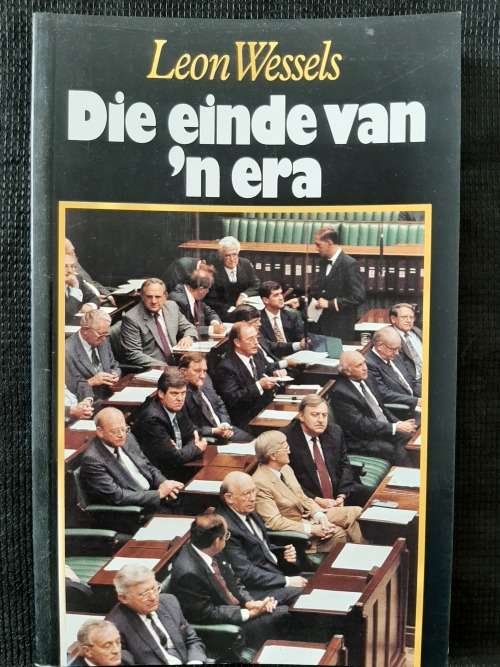 Leon Wessels
Die einde van
'n era